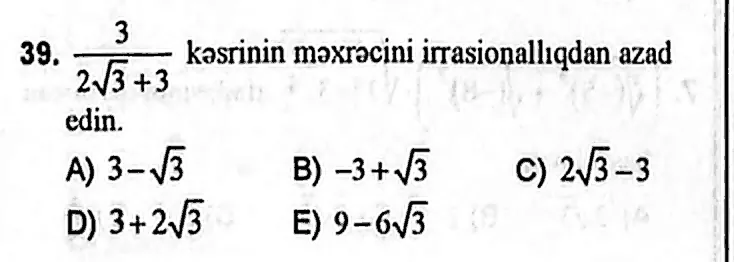 39. 3/(2√3+3) kəsrinin məxrəcini irrasionallıqdan azad
edin.
A) 3−√3 B) −3+√3 C) 2√3−3
D) 3+2√3 E) 9−6√3